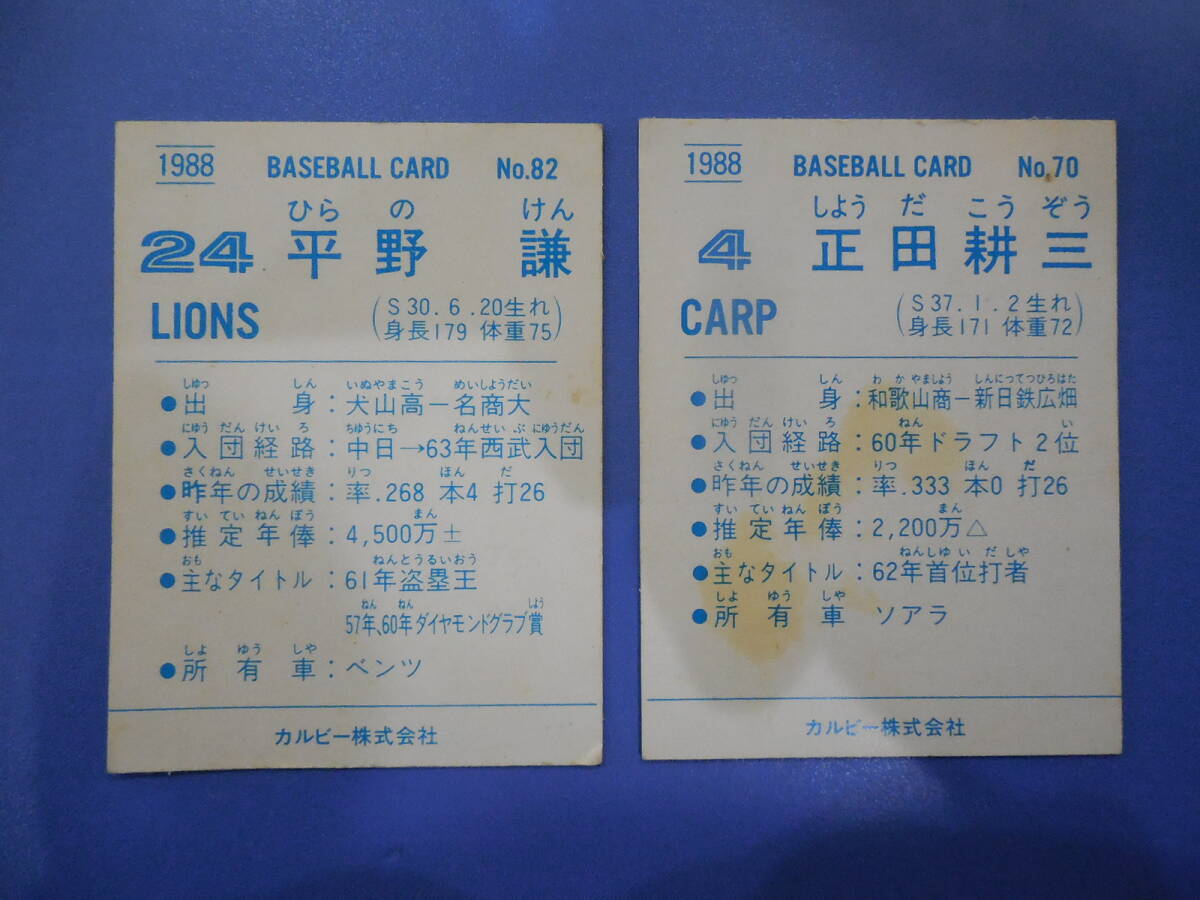 1988 BASEBALL CARD No.82
ひら の けん
24 平野 謙
LIONS
(S30.6.20生れ
身長179 体重75)
しゆつ しん いぬやまこう めいしようだい
●出身:犬山高ー名商大
にゆう だん けい ろ ちゆうにち ねんせい ぶ にゆうだん
●入団経路:中日→63年西武入団
さくねん せいせき りつ ほん だ
●昨年の成績:率.268 本4 打26
すい てい ねん ぽう まん
●推定年俸:4,500万±
おも ねんとうるいおう
●主なタイトル:61年盗塁王
ねん ねん しよう
57年、60年ダイヤモンドグラブ賞
しよ ゆう しや
●所有車:ベンツ
カルビー株式会社
1988 BASEBALL CARD No.70
しよう だ こう ぞう
4 正田耕三
CARP
(S37.1.2生れ
身長171 体重72)
しゆつ しん わ か やましよう しんにつてつひろはた
●出身:和歌山商ー新日鉄広畑
にゆう だん けい ろ ねん い
●入団経路:60年ドラフト2位
さくねん せいせき りつ ほん だ
●昨年の成績:率.333 本0 打26
すい てい ねん ぽう まん
●推定年俸:2,200万△
おも ねんしゆ い だ しや
●主なタイトル:62年首位打者
しよ ゆう しや
●所有車:ソアラ
カルビー株式会社